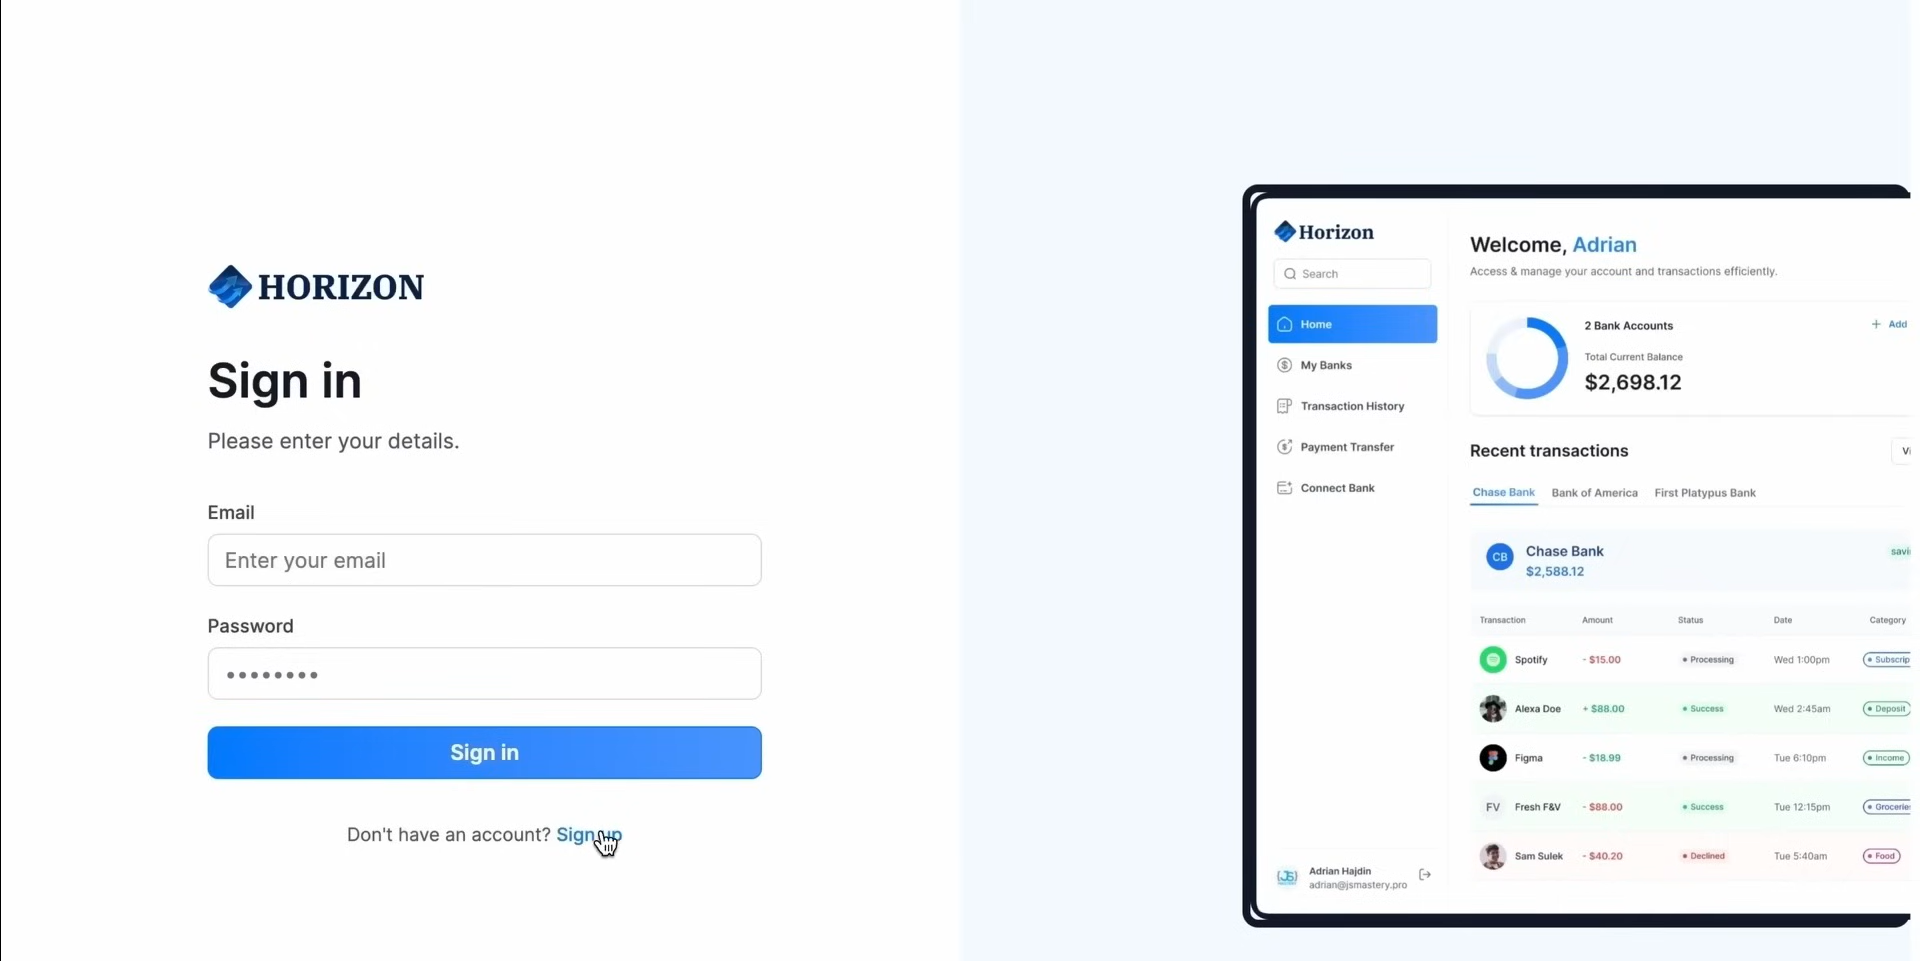 HORIZON
Sign in
Please enter your details.
Email
Enter your email
Password
Sign in
Don't have an account? Sign up
Horizon
Search
Home
My Banks
Transaction History
Payment Transfer
Connect Bank
Adrian Hajdin
adrian@jsmastery.pro
Welcome, Adrian
Access & manage your account and transactions efficiently.
2 Bank Accounts
+ Add
Total Current Balance
$2,698.12
Recent transactions
Chase Bank Bank of America First Platypus Bank
CB
Chase Bank
$2,588.12
Transaction Amount Status Date Category
Spotify - $15.00 Processing Wed 1:00pm Subscrip
Alexa Doe + $88.00 Success Wed 2:45am Deposit
Figma - $18.99 Processing Tue 6:10pm Income
FV Fresh F&V - $88.00 Success Tue 12:15pm Grocerie
Sam Sulek - $40.20 Declined Tue 5:40am Food